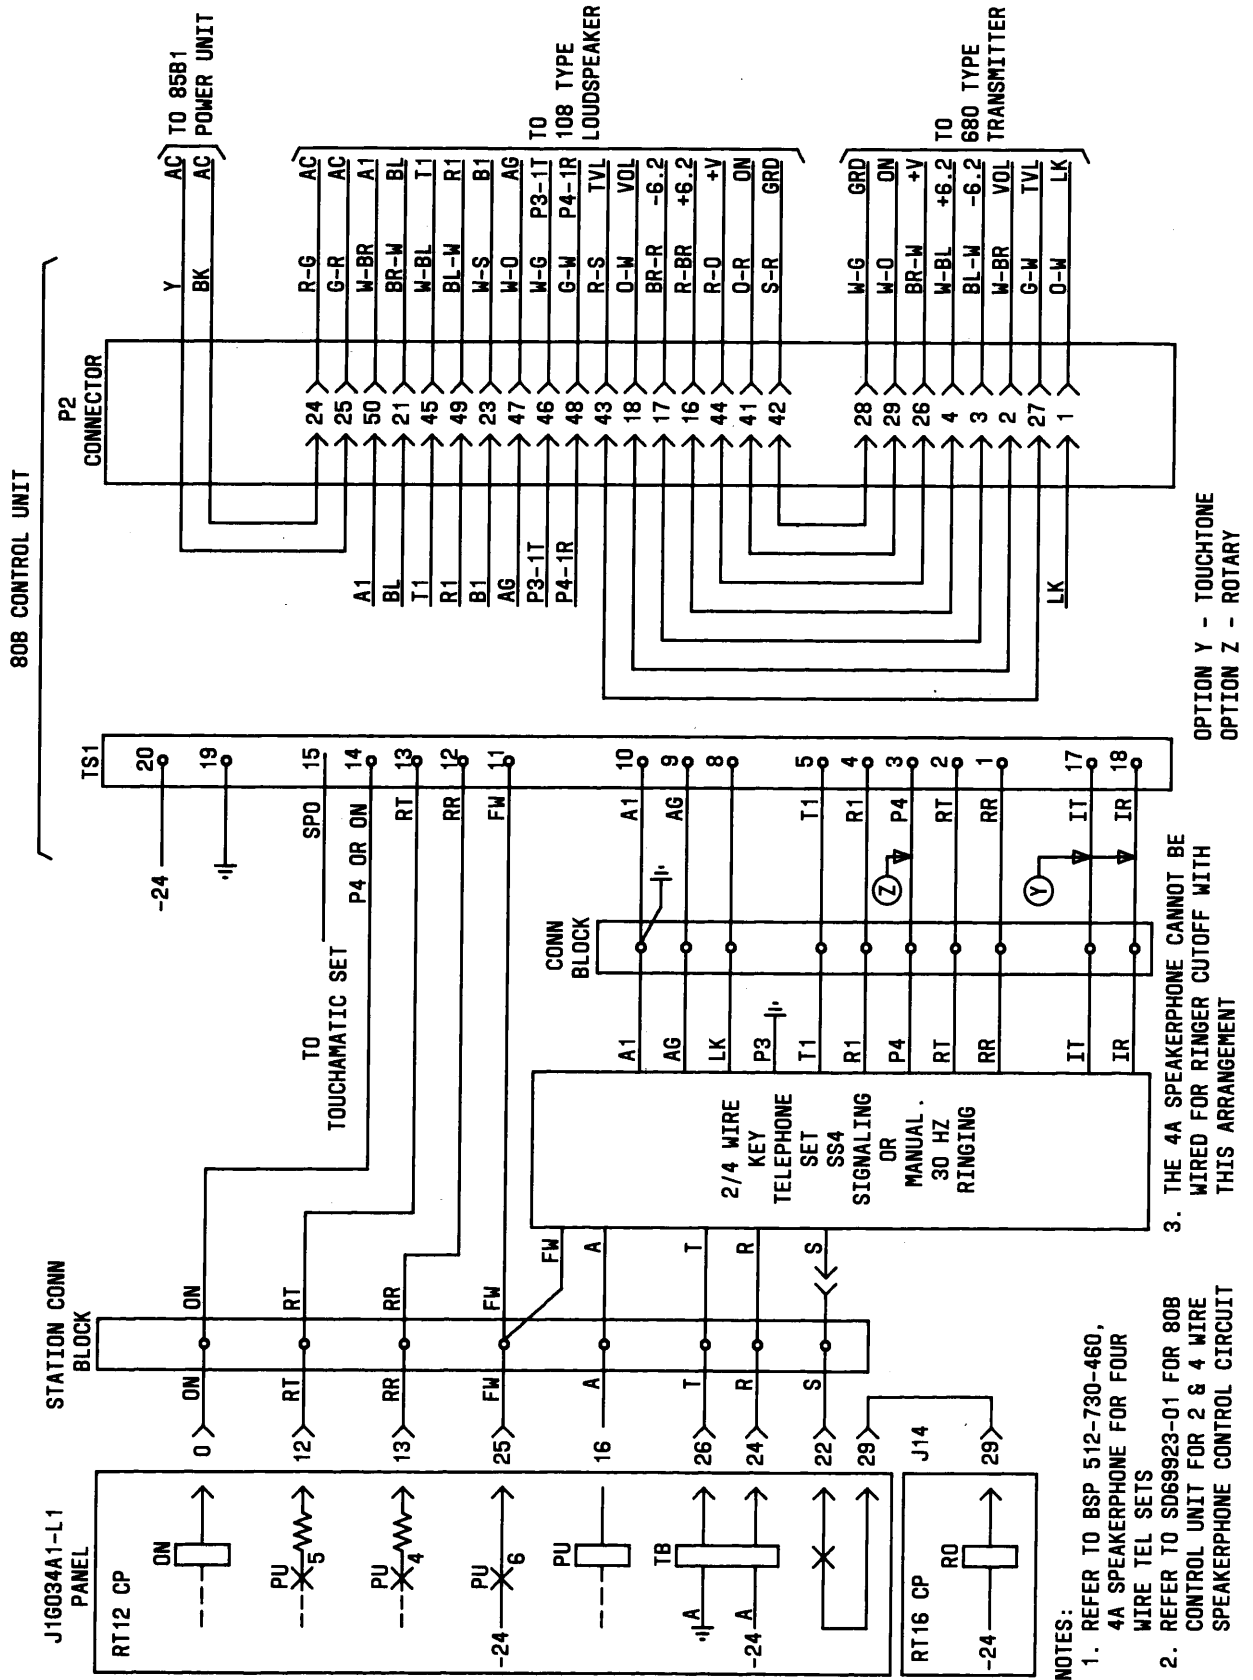 80B CONTROL UNIT
P2
CONNECTOR
TS1
STATION CONN
BLOCK
J1G034A1-L1
PANEL
Y AC
BK AC
TO 85B1
POWER UNIT
24 R-G AC
25 G-R AC
A1 50 W-BR A1
BL 21 BR-W BL
T1 45 W-BL T1
R1 49 BL-W R1
B1 23 W-S B1
AG 47 W-O AG
P3-1T 46 W-G P3-1T
P4-1R 48 G-W P4-1R
43 R-S TVL
18 O-W VOL
17 BR-R -6.2
16 R-BR +6.2
44 R-O +V
41 O-R ON
42 S-R GRD
TO
108 TYPE
LOUDSPEAKER
28 W-G GRD
29 W-O ON
26 BR-W +V
4 W-BL +6.2
3 BL-W -6.2
2 W-BR VOL
27 G-W TVL
LK 1 O-W LK
TO
680 TYPE
TRANSMITTER
-24 20
19
SPO 15
P4 OR ON 14
RT 13
RR 12
FW 11
TO
TOUCHAMATIC SET
A1 10
AG 9
8
T1 5
R1 4
P4 3
RT 2
RR 1
IT 17
IR 18
Z
Y
CONN
BLOCK
A1
AG
LK
P3
T1
R1
P4
RT
RR
IT
IR
2/4 WIRE
KEY
TELEPHONE
SET
SS4
SIGNALING
OR
MANUAL.
30 HZ
RINGING
FW
A
T
R
S
RT12 CP
ON 0 ON ON
PU 5 12 RT RT
PU 4 13 RR RR
-24 PU 6 25 FW FW
PU 16 A
TB
A 26 T
-24 A 24 R
22 S
29
RT16 CP
J14
-24 RO 29
OPTION Y - TOUCHTONE
OPTION Z - ROTARY
NOTES:
1. REFER TO BSP 512-730-460,
4A SPEAKERPHONE FOR FOUR
WIRE TEL SETS
2. REFER TO SD69923-01 FOR 80B
CONTROL UNIT FOR 2 & 4 WIRE
SPEAKERPHONE CONTROL CIRCUIT
3. THE 4A SPEAKERPHONE CANNOT BE
WIRED FOR RINGER CUTOFF WITH
THIS ARRANGEMENT